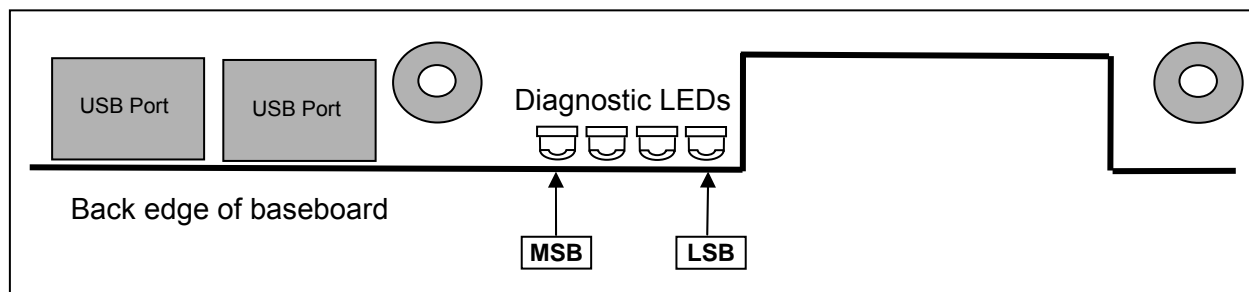 USB Port
USB Port
Diagnostic LEDs
Back edge of baseboard
MSB
LSB